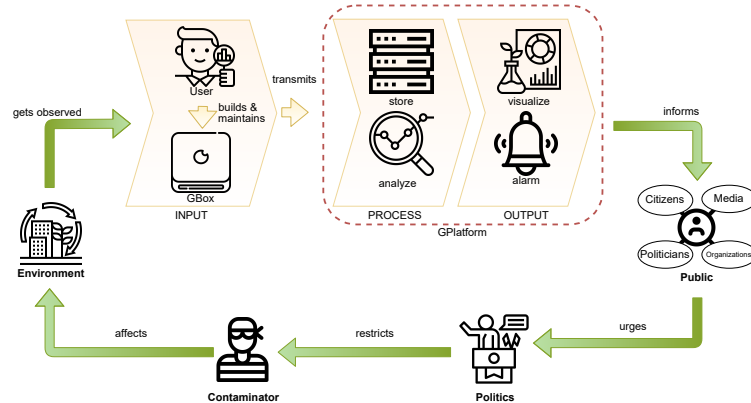 gets observed
User
builds &
maintains
GBox
INPUT
transmits
store
analyze
PROCESS
visualize
alarm
OUTPUT
GPlatform
informs
Citizens
Media
Politicians
Organizations
Public
urges
Politics
restricts
Contaminator
affects
Environment